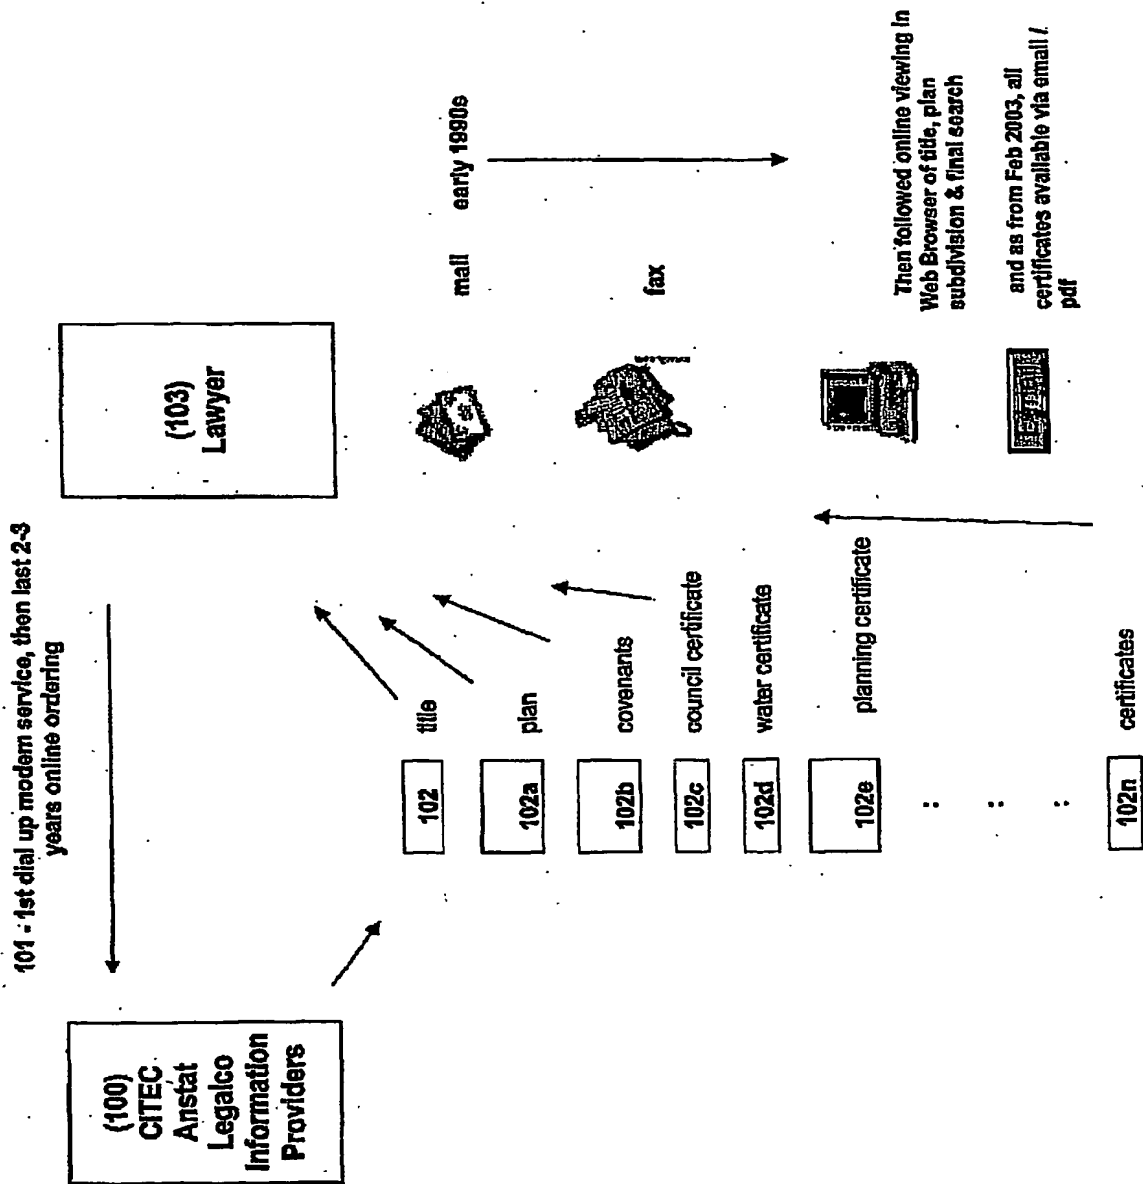 101 - 1st dial up modem service, then last 2-3
years online ordering
(100)
CITEC
Anstat
Legalco
Information
Providers
(103)
Lawyer
102
title
102a
plan
102b
covenants
102c
council certificate
102d
water certificate
102e
planning certificate
102n
certificates
mail
early 1990s
fax
Then followed online viewing in
Web Browser of title, plan
subdivision & final search
and as from Feb 2003, all
certificates available via email /
pdf